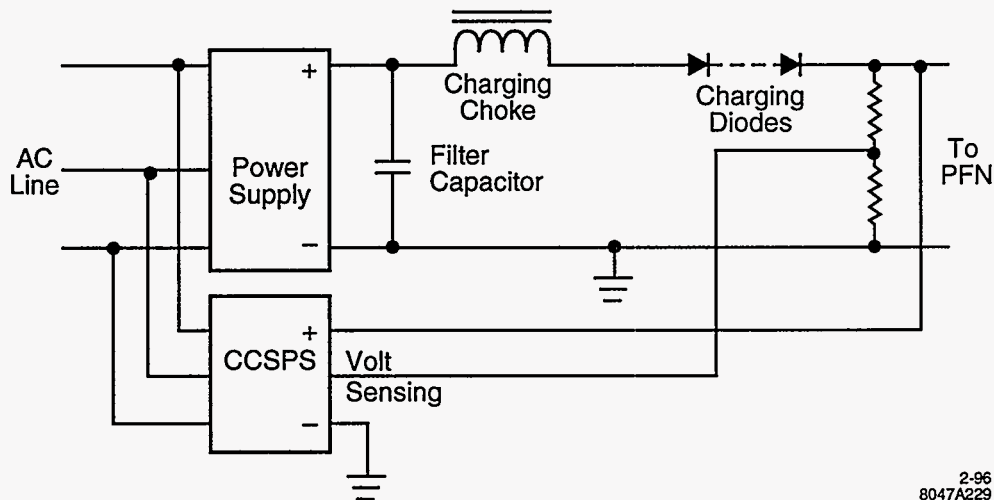 AC
Line
+
Power
Supply
−
Filter
Capacitor
Charging
Choke
Charging
Diodes
To
PFN
+
CCSPS
−
Volt
Sensing
2-96
8047A229